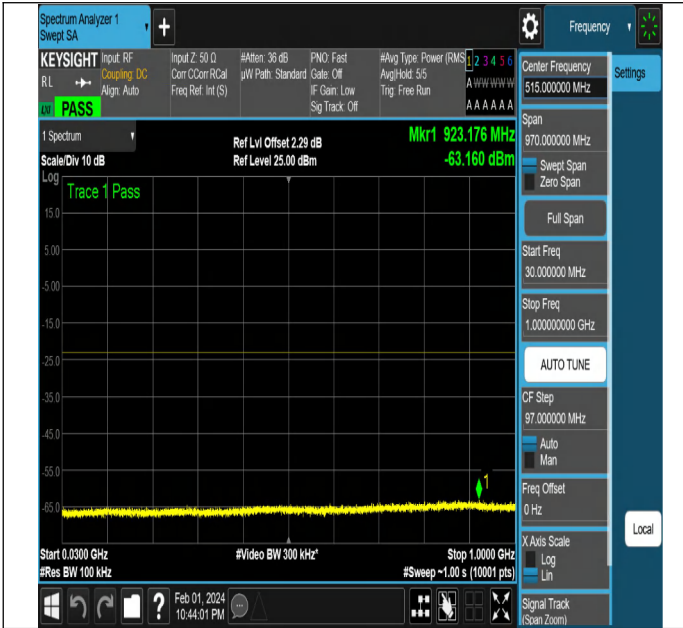 Spectrum Analyzer 1
Swept SA
+
Frequency
KEYSIGHT
RL
LXI
PASS
Input: RF
Coupling: DC
Align: Auto
Input Z: 50 Ω
Corr CCorr RCal
Freq Ref: Int (S)
#Atten: 36 dB
µW Path: Standard
PNO: Fast
Gate: Off
IF Gain: Low
Sig Track: Off
#Avg Type: Power (RMS
Avg|Hold: 5/5
Trig: Free Run
1 2 3 4 5 6
A W W W W W
A A A A A A
Center Frequency
515.000000 MHz
Settings
Span
970.000000 MHz
Swept Span
Zero Span
Full Span
Start Freq
30.000000 MHz
Stop Freq
1.000000000 GHz
AUTO TUNE
CF Step
97.000000 MHz
Auto
Man
Freq Offset
0 Hz
X Axis Scale
Log
Lin
Signal Track
(Span Zoom)
Local
1 Spectrum
Scale/Div 10 dB
Ref Lvl Offset 2.29 dB
Ref Level 25.00 dBm
Mkr1 923.176 MHz
-63.160 dBm
Log
Trace 1 Pass
15.0
5.00
-5.00
-15.0
-25.0
-35.0
-45.0
-55.0
-65.0
1
Start 0.0300 GHz
#Res BW 100 kHz
#Video BW 300 kHz*
Stop 1.0000 GHz
#Sweep ~1.00 s (10001 pts)
?
Feb 01, 2024
10:44:01 PM